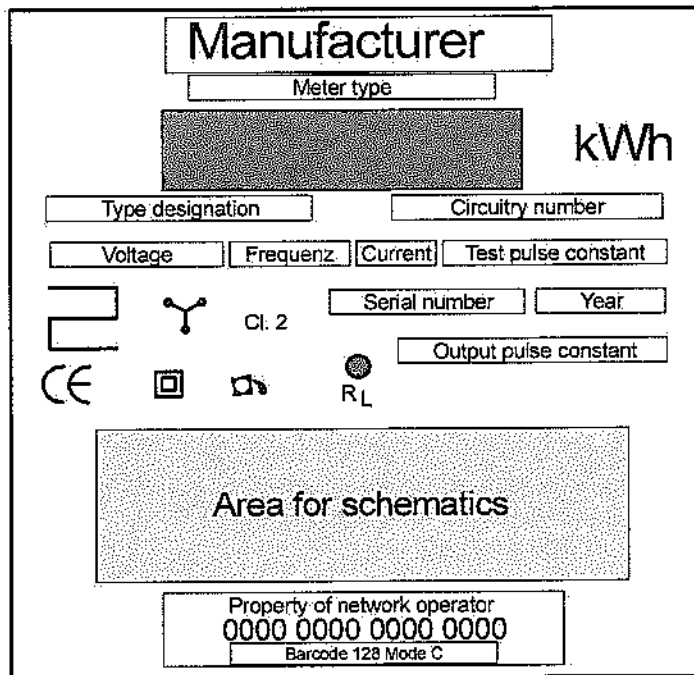 Manufacturer
Meter type
kWh
Type designation Circuitry number
Voltage Frequenz Current Test pulse constant
Serial number Year
Cl. 2
Output pulse constant
CE
RL
Area for schematics
Property of network operator
0000 0000 0000 0000
Barcode 128 Mode C